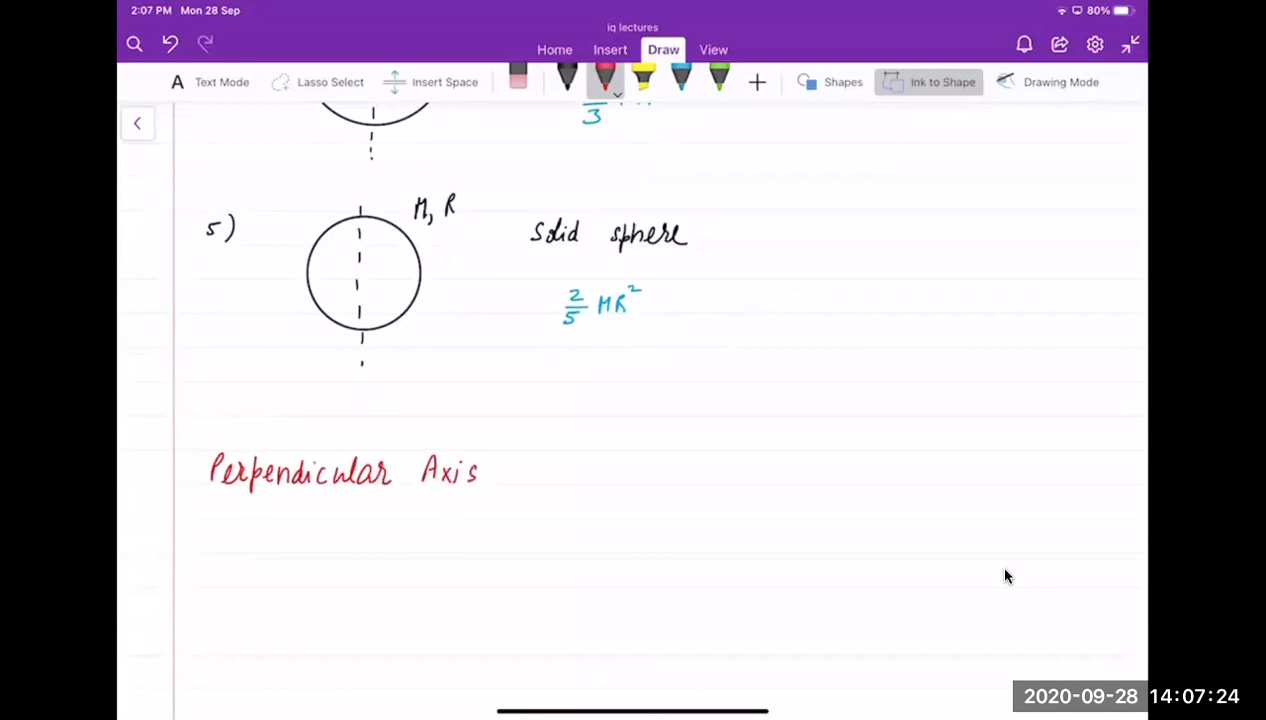 2:07 PM Mon 28 Sep
80%
iq lectures
Home Insert Draw View
A Text Mode Lasso Select Insert Space Shapes Ink to Shape Drawing Mode
3
5) M, R Solid sphere
2/5 MR²
Perpendicular Axis
2020-09-28 14:07:24